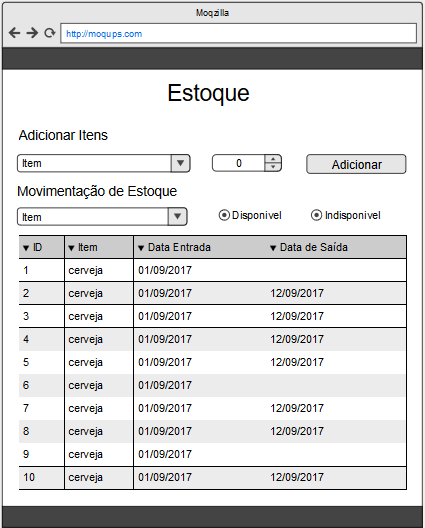 Moqzilla
http://moqups.com
Estoque
Adicionar Itens
Item 0 Adicionar
Movimentação de Estoque
Item Disponivel Indisponivel
ID Item Data Entrada Data de Saída
1 cerveja 01/09/2017
2 cerveja 01/09/2017 12/09/2017
3 cerveja 01/09/2017 12/09/2017
4 cerveja 01/09/2017 12/09/2017
5 cerveja 01/09/2017 12/09/2017
6 cerveja 01/09/2017
7 cerveja 01/09/2017 12/09/2017
8 cerveja 01/09/2017 12/09/2017
9 cerveja 01/09/2017
10 cerveja 01/09/2017 12/09/2017